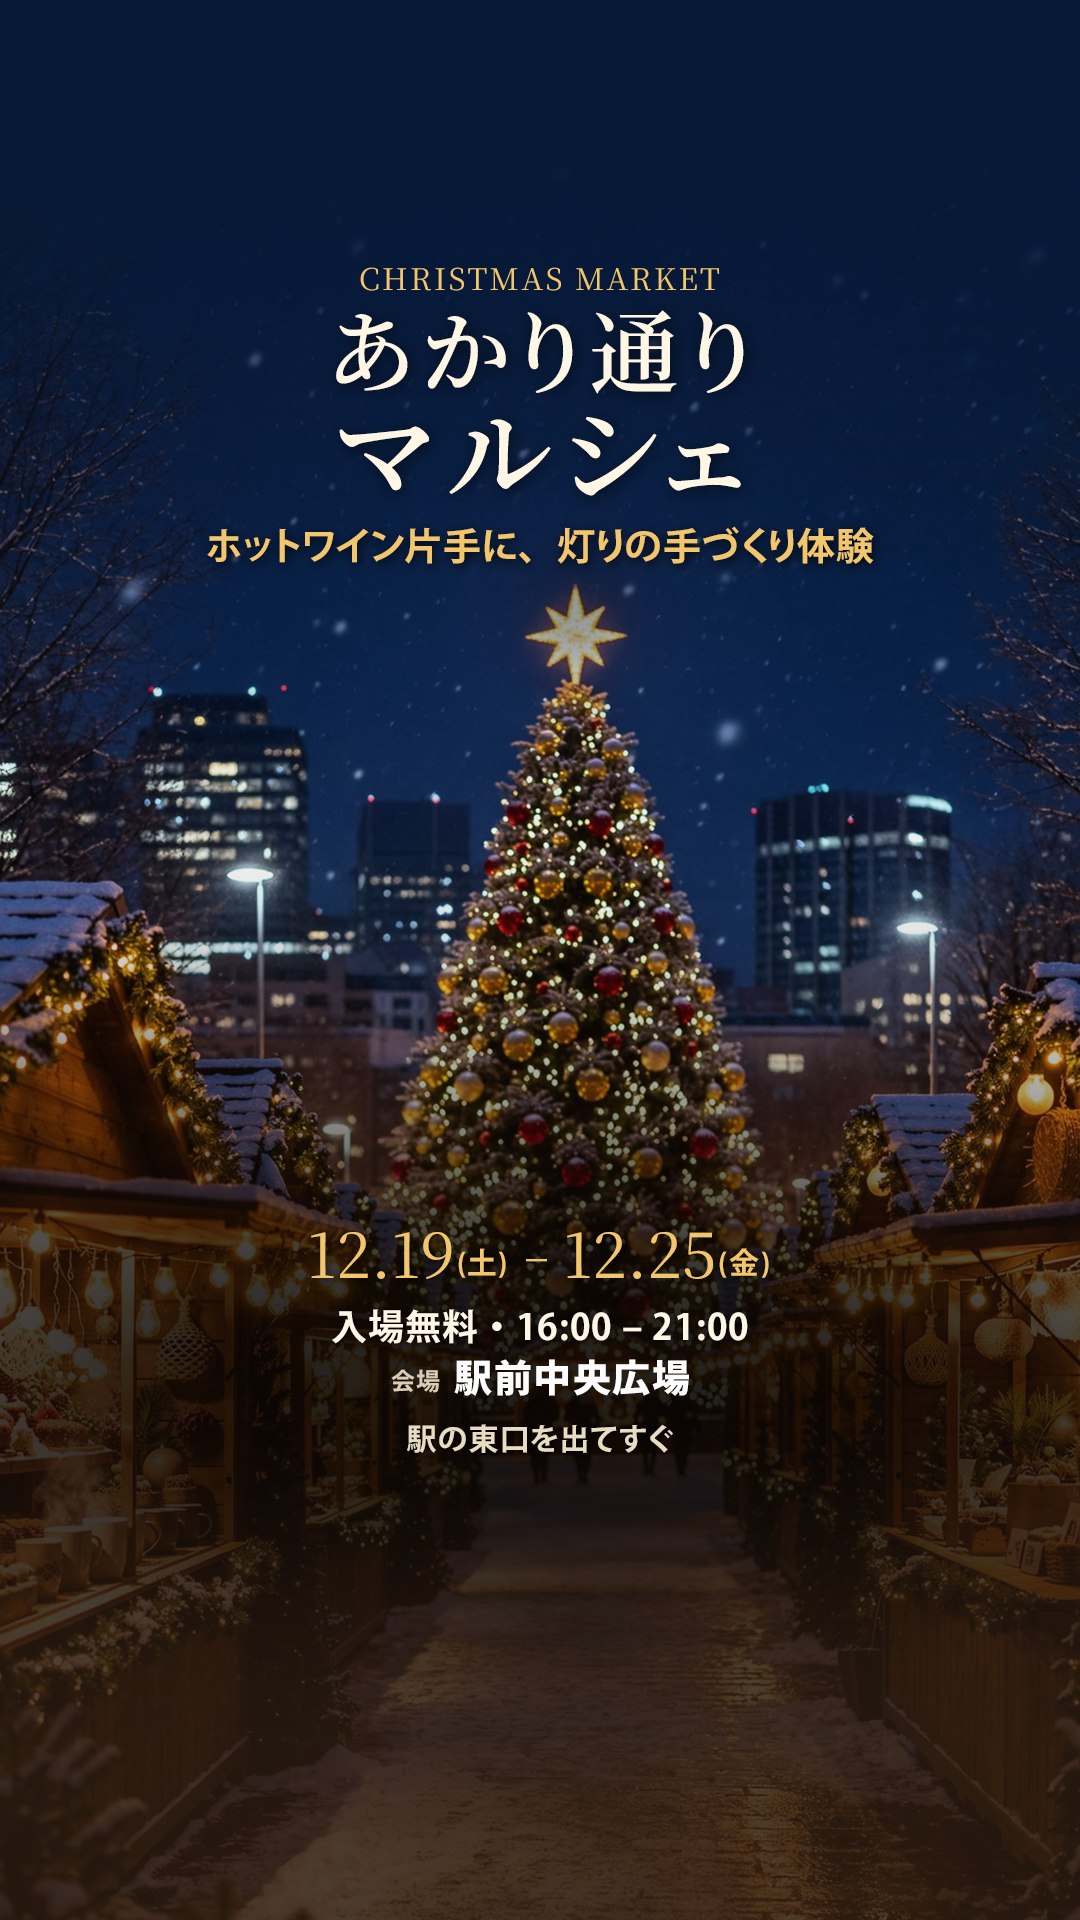 CHRISTMAS MARKET
あかり通り
マルシェ
ホットワイン片手に、灯りの手づくり体験
12.19(土) – 12.25(金)
入場無料・16:00 – 21:00
会場 駅前中央広場
駅の東口を出てすぐ